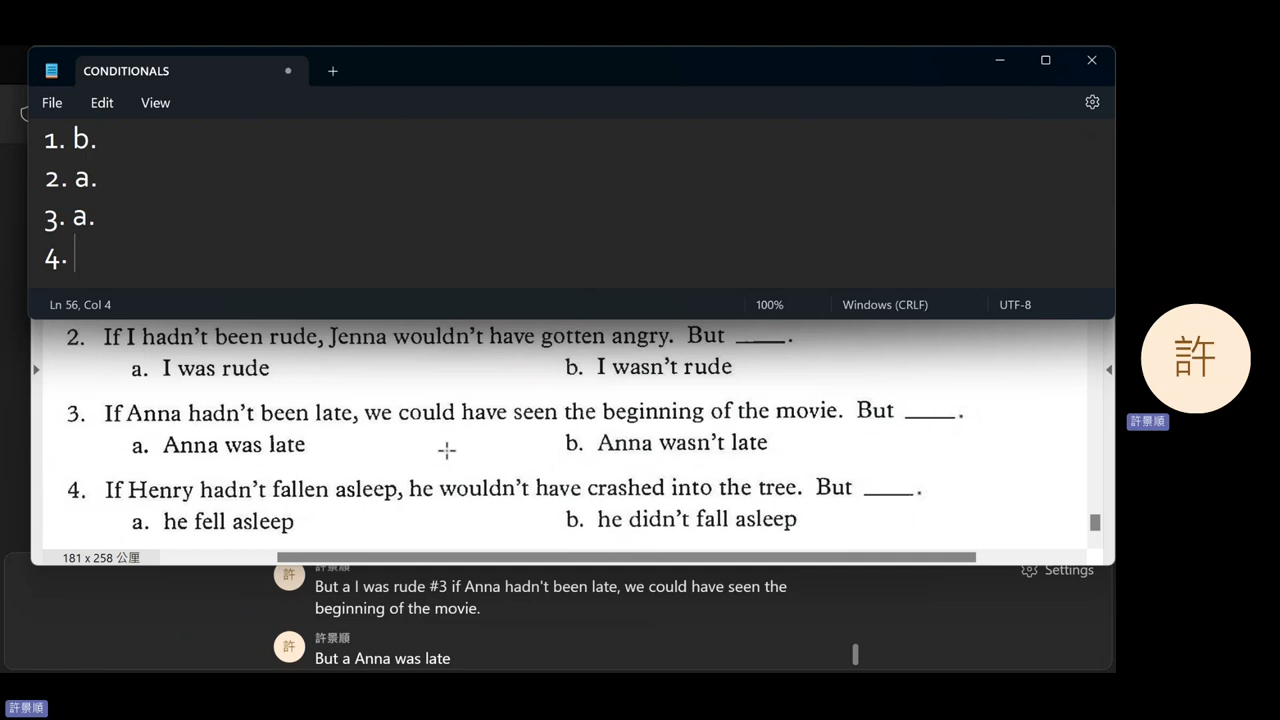 CONDITIONALS
File Edit View
1. b.
2. a.
3. a.
4.
Ln 56, Col 4 100% Windows (CRLF) UTF-8
2. If I hadn't been rude, Jenna wouldn't have gotten angry. But ____.
a. I was rude b. I wasn't rude
3. If Anna hadn't been late, we could have seen the beginning of the movie. But ____.
a. Anna was late b. Anna wasn't late
4. If Henry hadn't fallen asleep, he wouldn't have crashed into the tree. But ____.
a. he fell asleep b. he didn't fall asleep
181 x 258 公厘
許 許景順
Settings
But a I was rude #3 if Anna hadn't been late, we could have seen the
beginning of the movie.
許 許景順
But a Anna was late
許
許景順
許景順